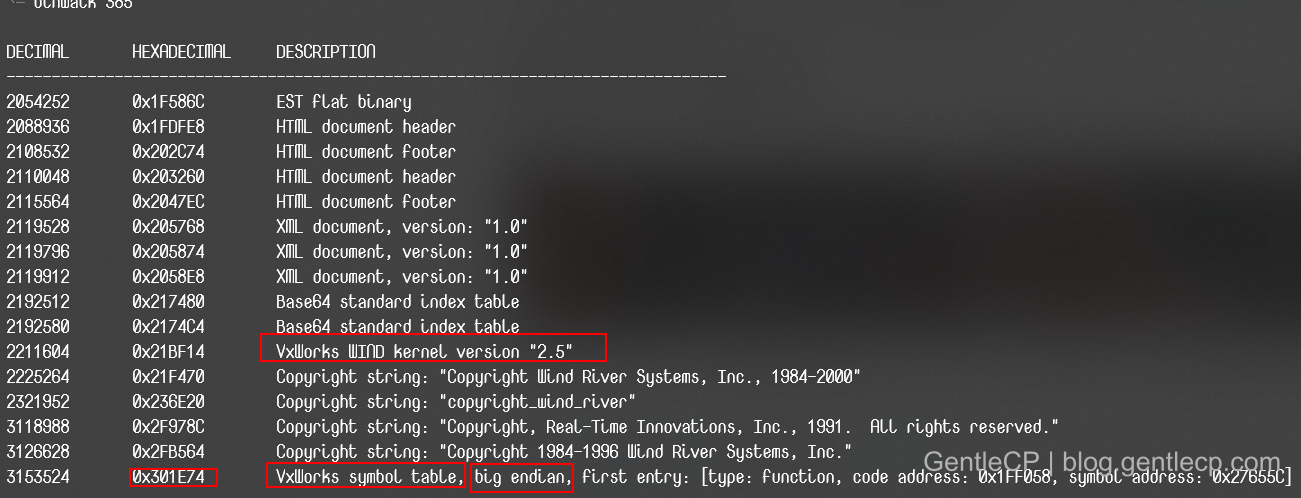 binwalk 385
DECIMAL HEXADECIMAL DESCRIPTION
--------------------------------------------------------------------------------
2054252 0x1F586C EST flat binary
2088936 0x1FDFE8 HTML document header
2108532 0x202C74 HTML document footer
2110048 0x203260 HTML document header
2115564 0x2047EC HTML document footer
2119528 0x205768 XML document, version: "1.0"
2119796 0x205874 XML document, version: "1.0"
2119912 0x2058E8 XML document, version: "1.0"
2192512 0x217480 Base64 standard index table
2192580 0x2174C4 Base64 standard index table
2211604 0x21BF14 VxWorks WIND kernel version "2.5"
2225264 0x21F470 Copyright string: "Copyright Wind River Systems, Inc., 1984-2000"
2321952 0x236E20 Copyright string: "copyright_wind_river"
3118988 0x2F978C Copyright string: "Copyright, Real-Time Innovations, Inc., 1991. All rights reserved."
3126628 0x2FB564 Copyright string: "Copyright 1984-1996 Wind River Systems, Inc."
3153524 0x301E74 VxWorks symbol table, big endian, first entry: [type: function, code address: 0x1FF058, symbol address: 0x27655C]
GentleCP | blog.gentlecp.com